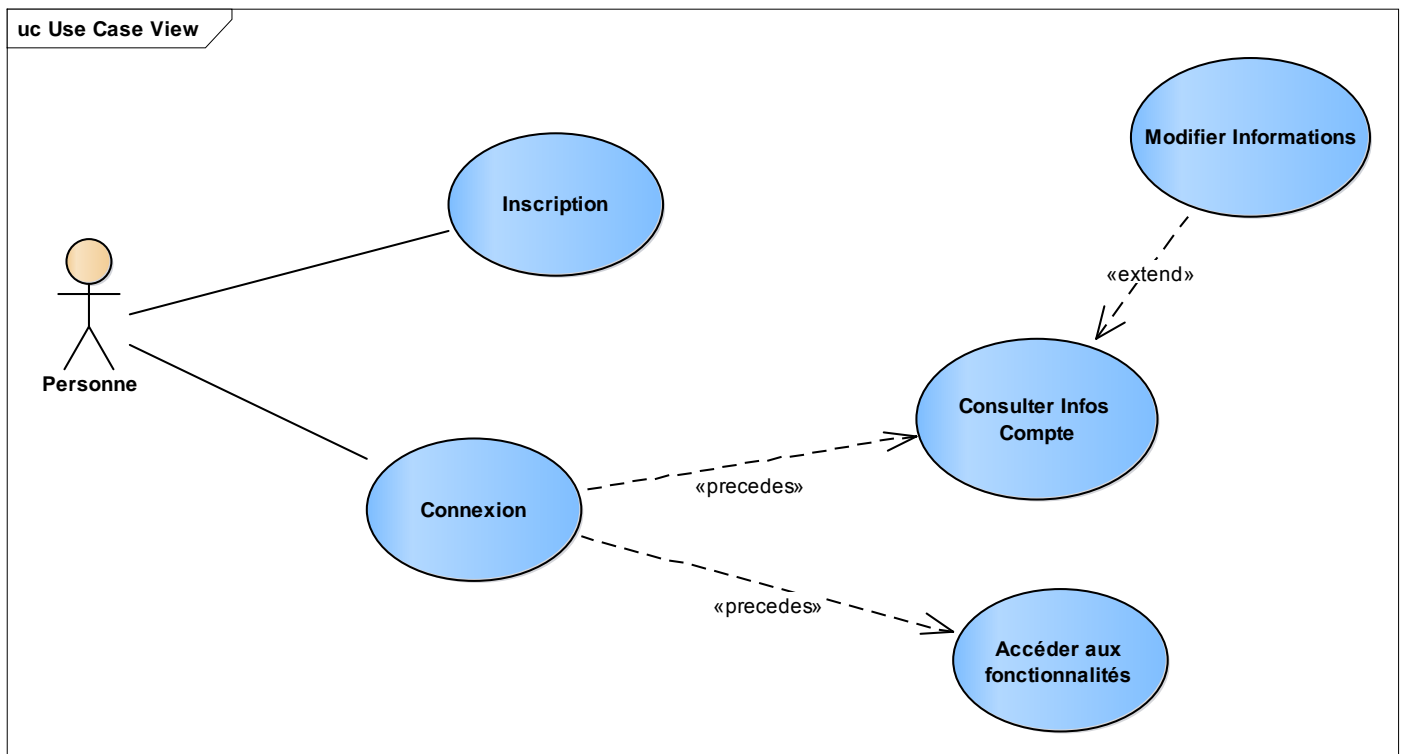 uc Use Case View
Modifier Informations
Inscription
«extend»
Personne
Consulter Infos
Compte
«precedes»
Connexion
«precedes»
Accéder aux
fonctionnalités